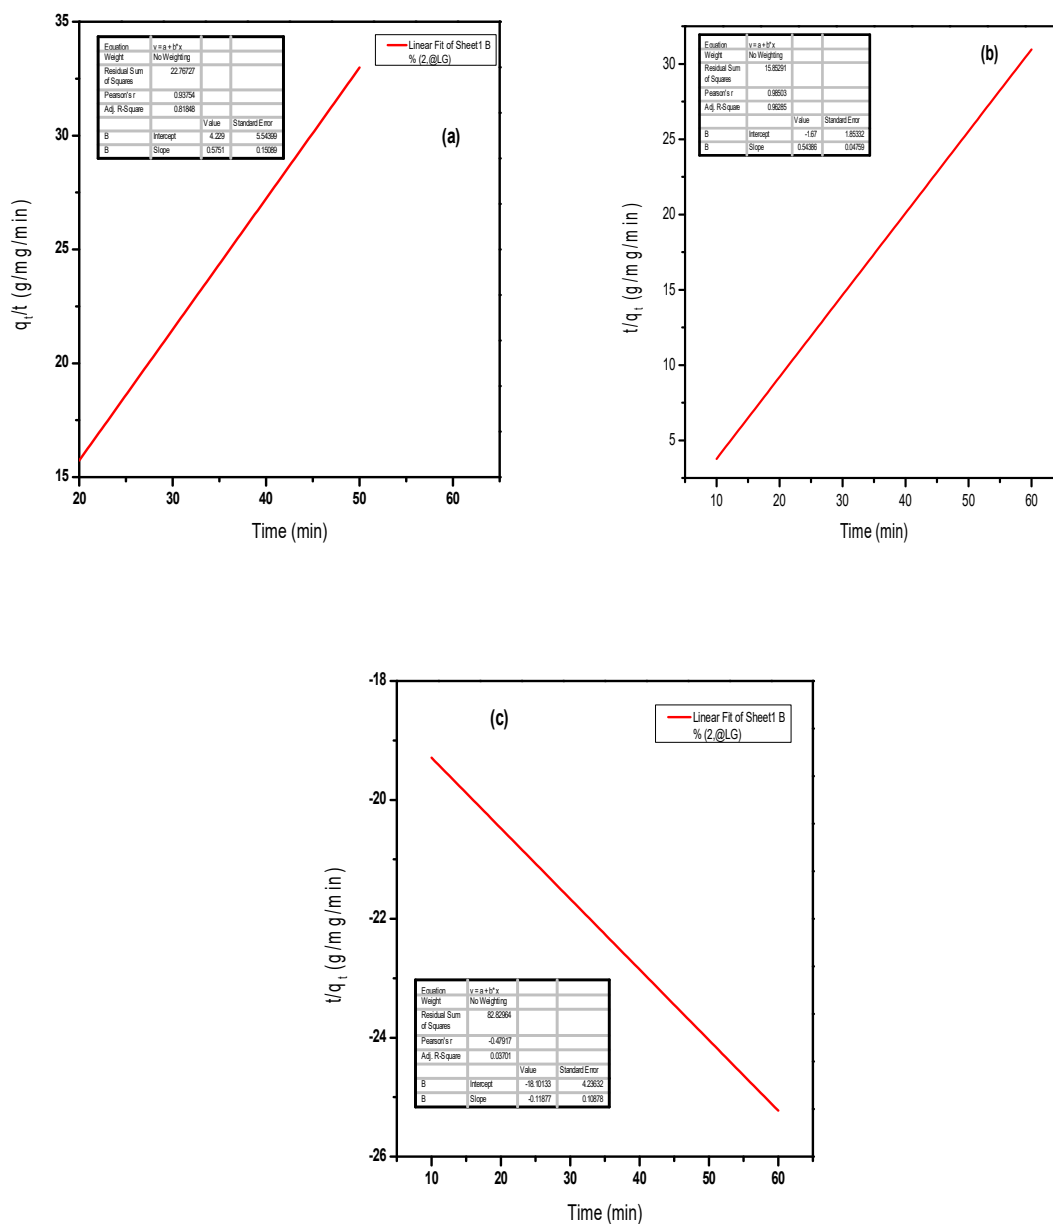 35
30
25
20
15
20 30 40 50 60
Time (min)
qt/t (g/mg/min)
Equation y = a + b*x
Weight No Weighting
Residual Sum of Squares 22.76727
Pearson's r 0.93754
Adj. R-Square 0.81848
Value Standard Error
B Intercept 4.229 5.54399
B Slope 0.5751 0.15089
Linear Fit of Sheet1 B
% (2,@LG)
(a)
30
25
20
15
10
5
10 20 30 40 50 60
Time (min)
t/qt (g/mg/min)
Equation y = a + b*x
Weight No Weighting
Residual Sum of Squares 15.85291
Pearson's r 0.98503
Adj. R-Square 0.96285
Value Standard Error
B Intercept -1.67 1.85332
B Slope 0.54386 0.04759
(b)
-18
-20
-22
-24
-26
10 20 30 40 50 60
Time (min)
t/qt (g/mg/min)
(c)
Linear Fit of Sheet1 B
% (2,@LG)
Equation y = a + b*x
Weight No Weighting
Residual Sum of Squares 82.82964
Pearson's r -0.47917
Adj. R-Square 0.03701
Value Standard Error
B Intercept -18.10133 4.23632
B Slope -0.11877 0.10878